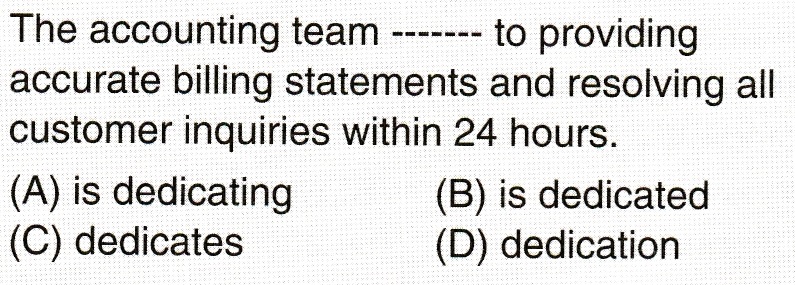 The accounting team ------- to providing
accurate billing statements and resolving all
customer inquiries within 24 hours.
(A) is dedicating (B) is dedicated
(C) dedicates (D) dedication